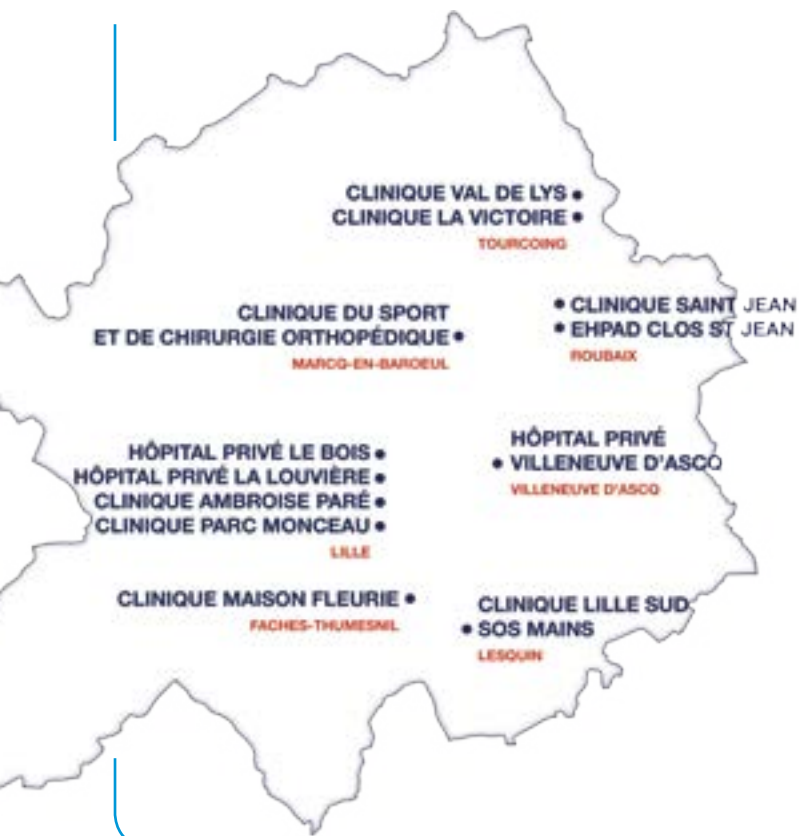 CLINIQUE VAL DE LYS
CLINIQUE LA VICTOIRE
TOURCOING
CLINIQUE DU SPORT
ET DE CHIRURGIE ORTHOPÉDIQUE
MARCQ-EN-BAROEUL
CLINIQUE SAINT JEAN
EHPAD CLOS ST JEAN
ROUBAIX
HÔPITAL PRIVÉ LE BOIS
HÔPITAL PRIVÉ LA LOUVIÈRE
CLINIQUE AMBROISE PARÉ
CLINIQUE PARC MONCEAU
LILLE
HÔPITAL PRIVÉ
VILLENEUVE D'ASCQ
VILLENEUVE D'ASCQ
CLINIQUE MAISON FLEURIE
FACHES-THUMESNIL
CLINIQUE LILLE SUD
SOS MAINS
LESQUIN